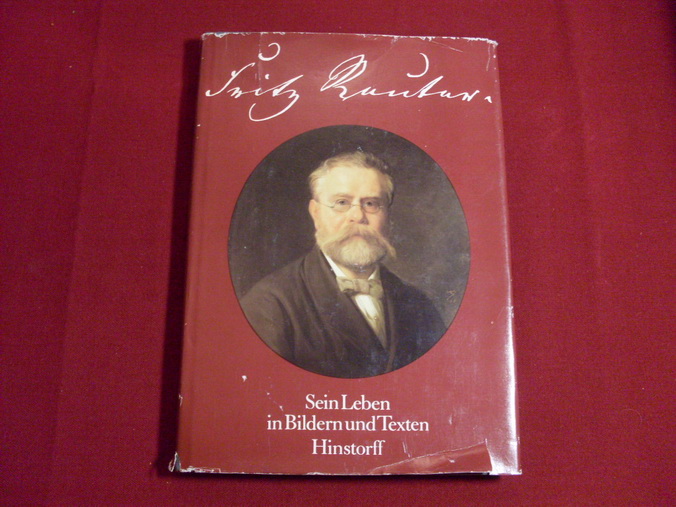 Fritz Reuter.
Sein Leben
in Bildern und Texten
Hinstorff